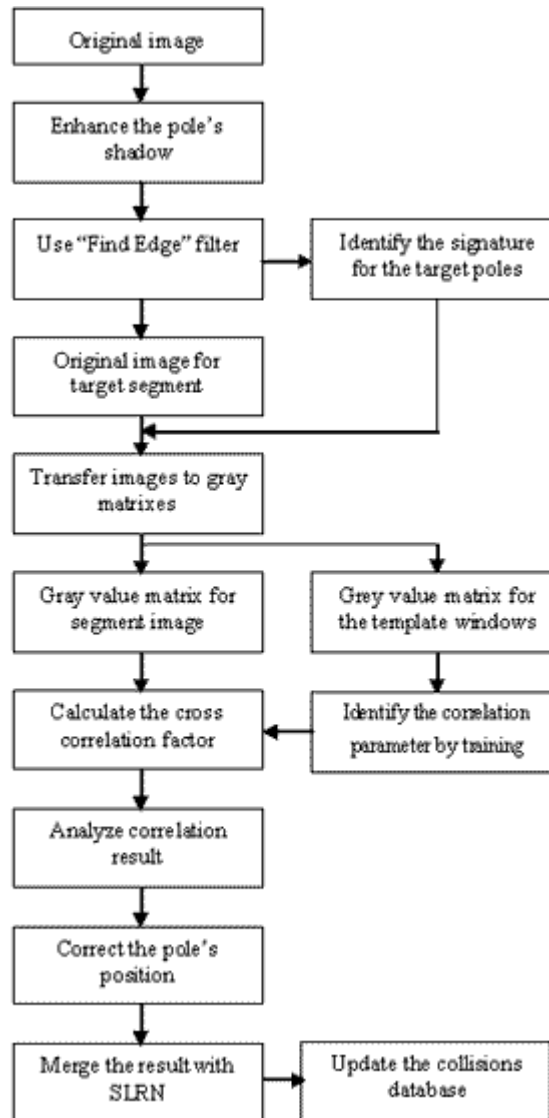 Original image
Enhance the pole's
shadow
Use "Find Edge" filter
Identify the signature
for the target poles
Original image for
target segment
Transfer images to gray
matrixes
Gray value matrix for
segment image
Grey value matrix for
the template windows
Calculate the cross
correlation factor
Identify the correlation
parameter by training
Analyze correlation
result
Correct the pole's
position
Merge the result with
SLRN
Update the collisions
database